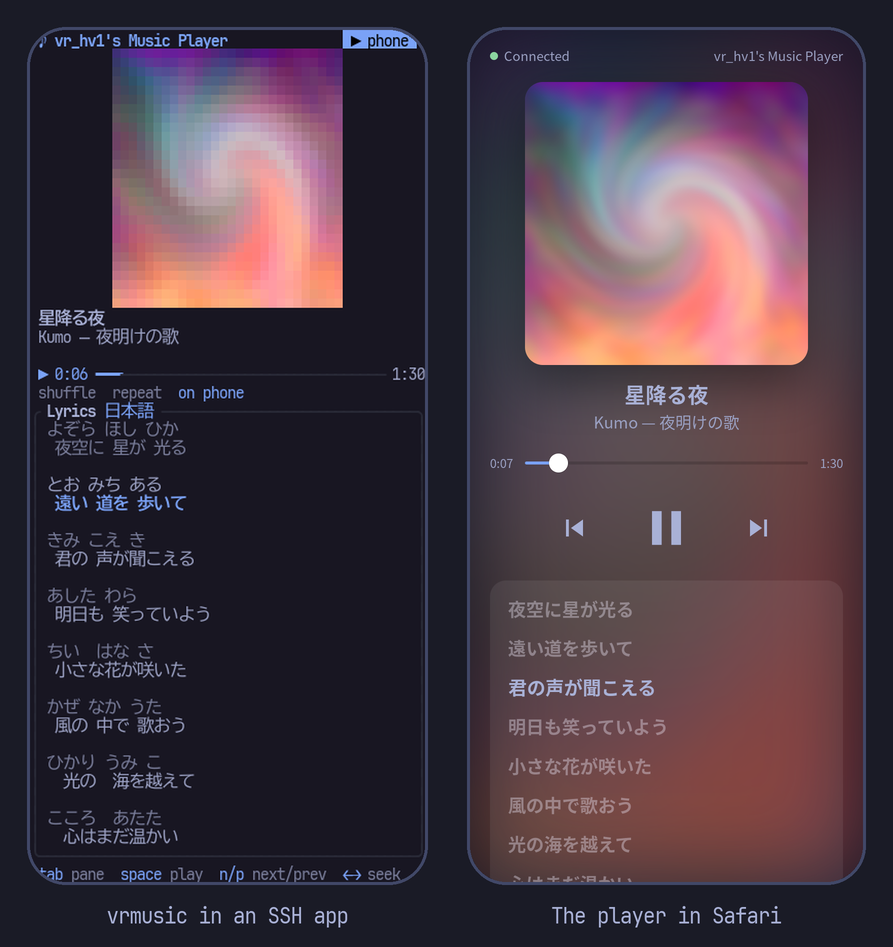 ♪ vr_hv1's Music Player
▶ phone
星降る夜
Kumo — 夜明けの歌
▶ 0:06
1:30
shuffle repeat on phone
Lyrics 日本語
よぞら ほし ひか
夜空に 星が 光る
とお みち ある
遠い 道を 歩いて
きみ こえ き
君の 声が聞こえる
あした わら
明日も 笑っていよう
ちい はな さ
小さな花が咲いた
かぜ なか うた
風の 中で 歌おう
ひかり うみ こ
光の 海を越えて
こころ あたた
心はまだ温かい
tab pane space play n/p next/prev ↔ seek
vrmusic in an SSH app
Connected
vr_hv1's Music Player
星降る夜
Kumo — 夜明けの歌
0:07
1:30
夜空に星が光る
遠い道を歩いて
君の声が聞こえる
明日も笑っていよう
小さな花が咲いた
風の中で歌おう
光の海を越えて
心はまだ温かい
The player in Safari